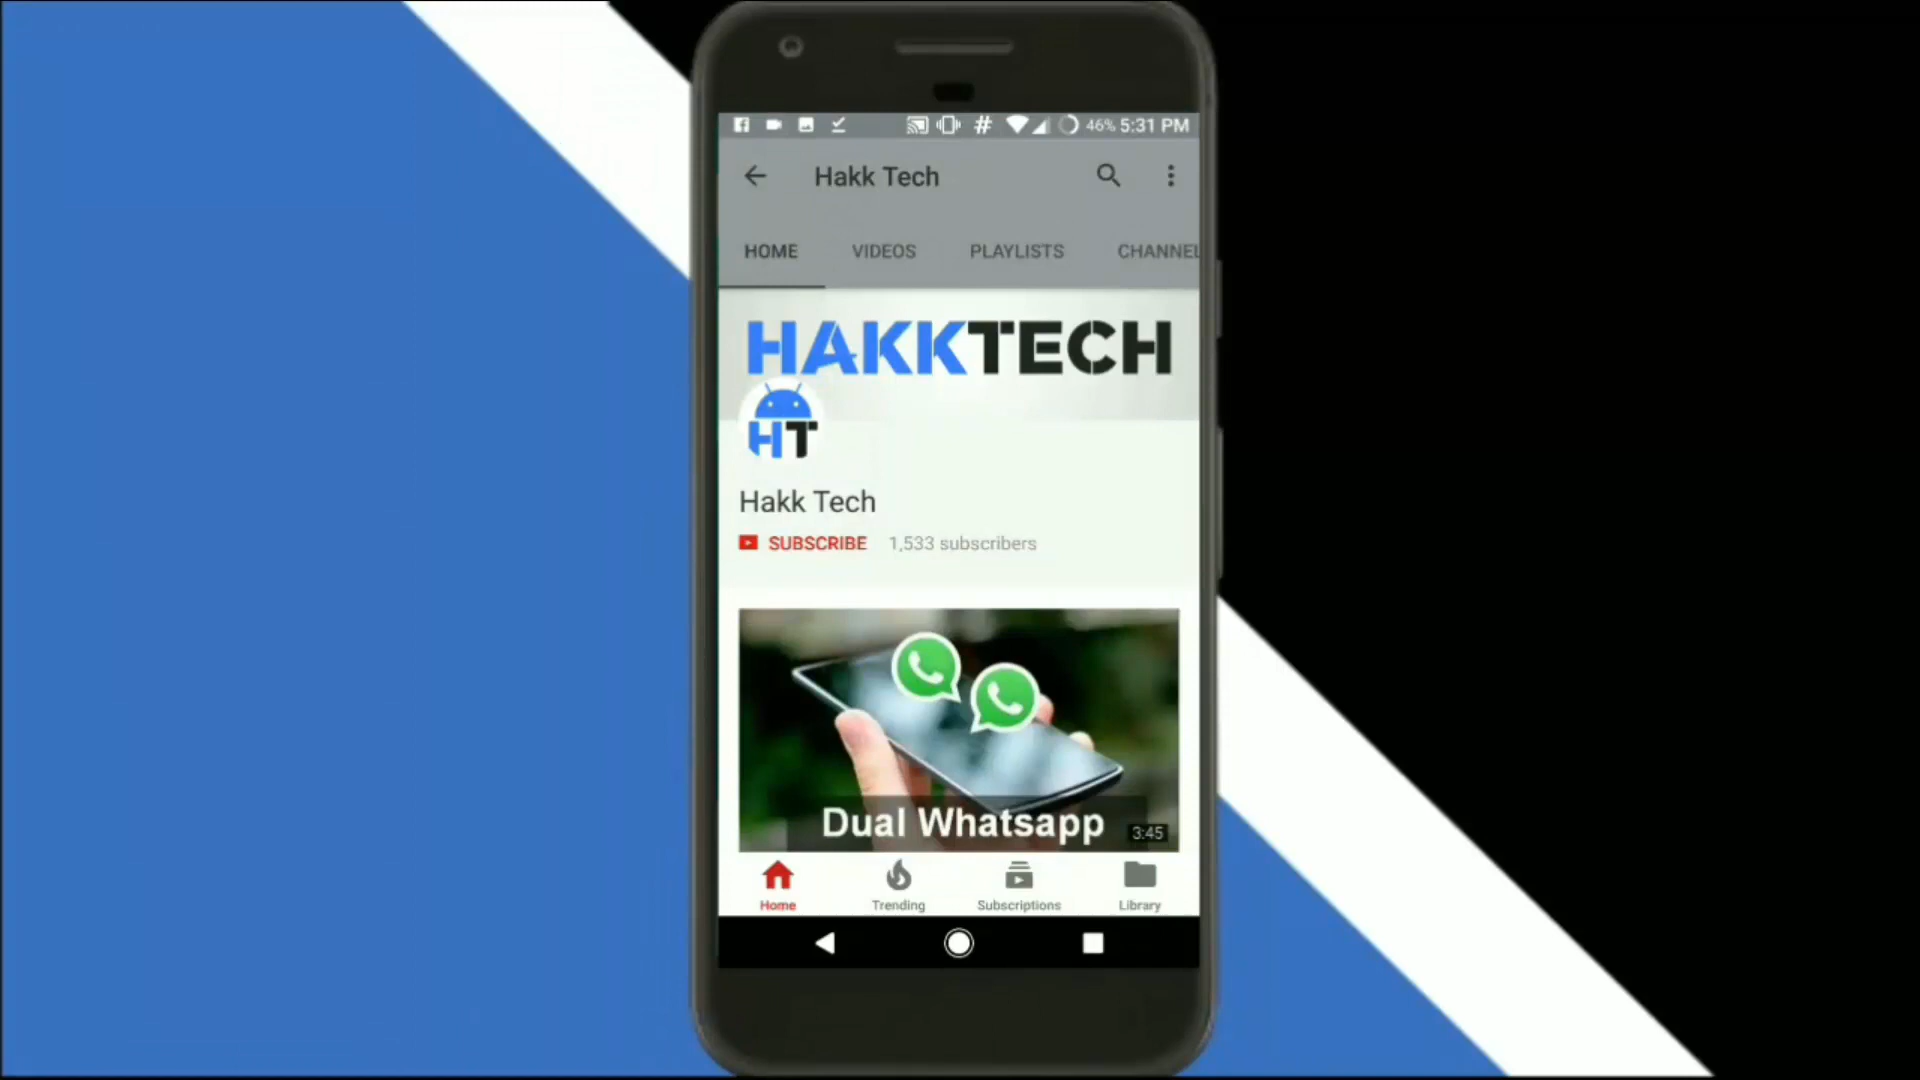 46% 5:31 PM
Hakk Tech
HOME VIDEOS PLAYLISTS CHANNEL
HAKKTECH
HT
Hakk Tech
SUBSCRIBE 1,533 subscribers
Dual Whatsapp
3:45
Home Trending Subscriptions Library